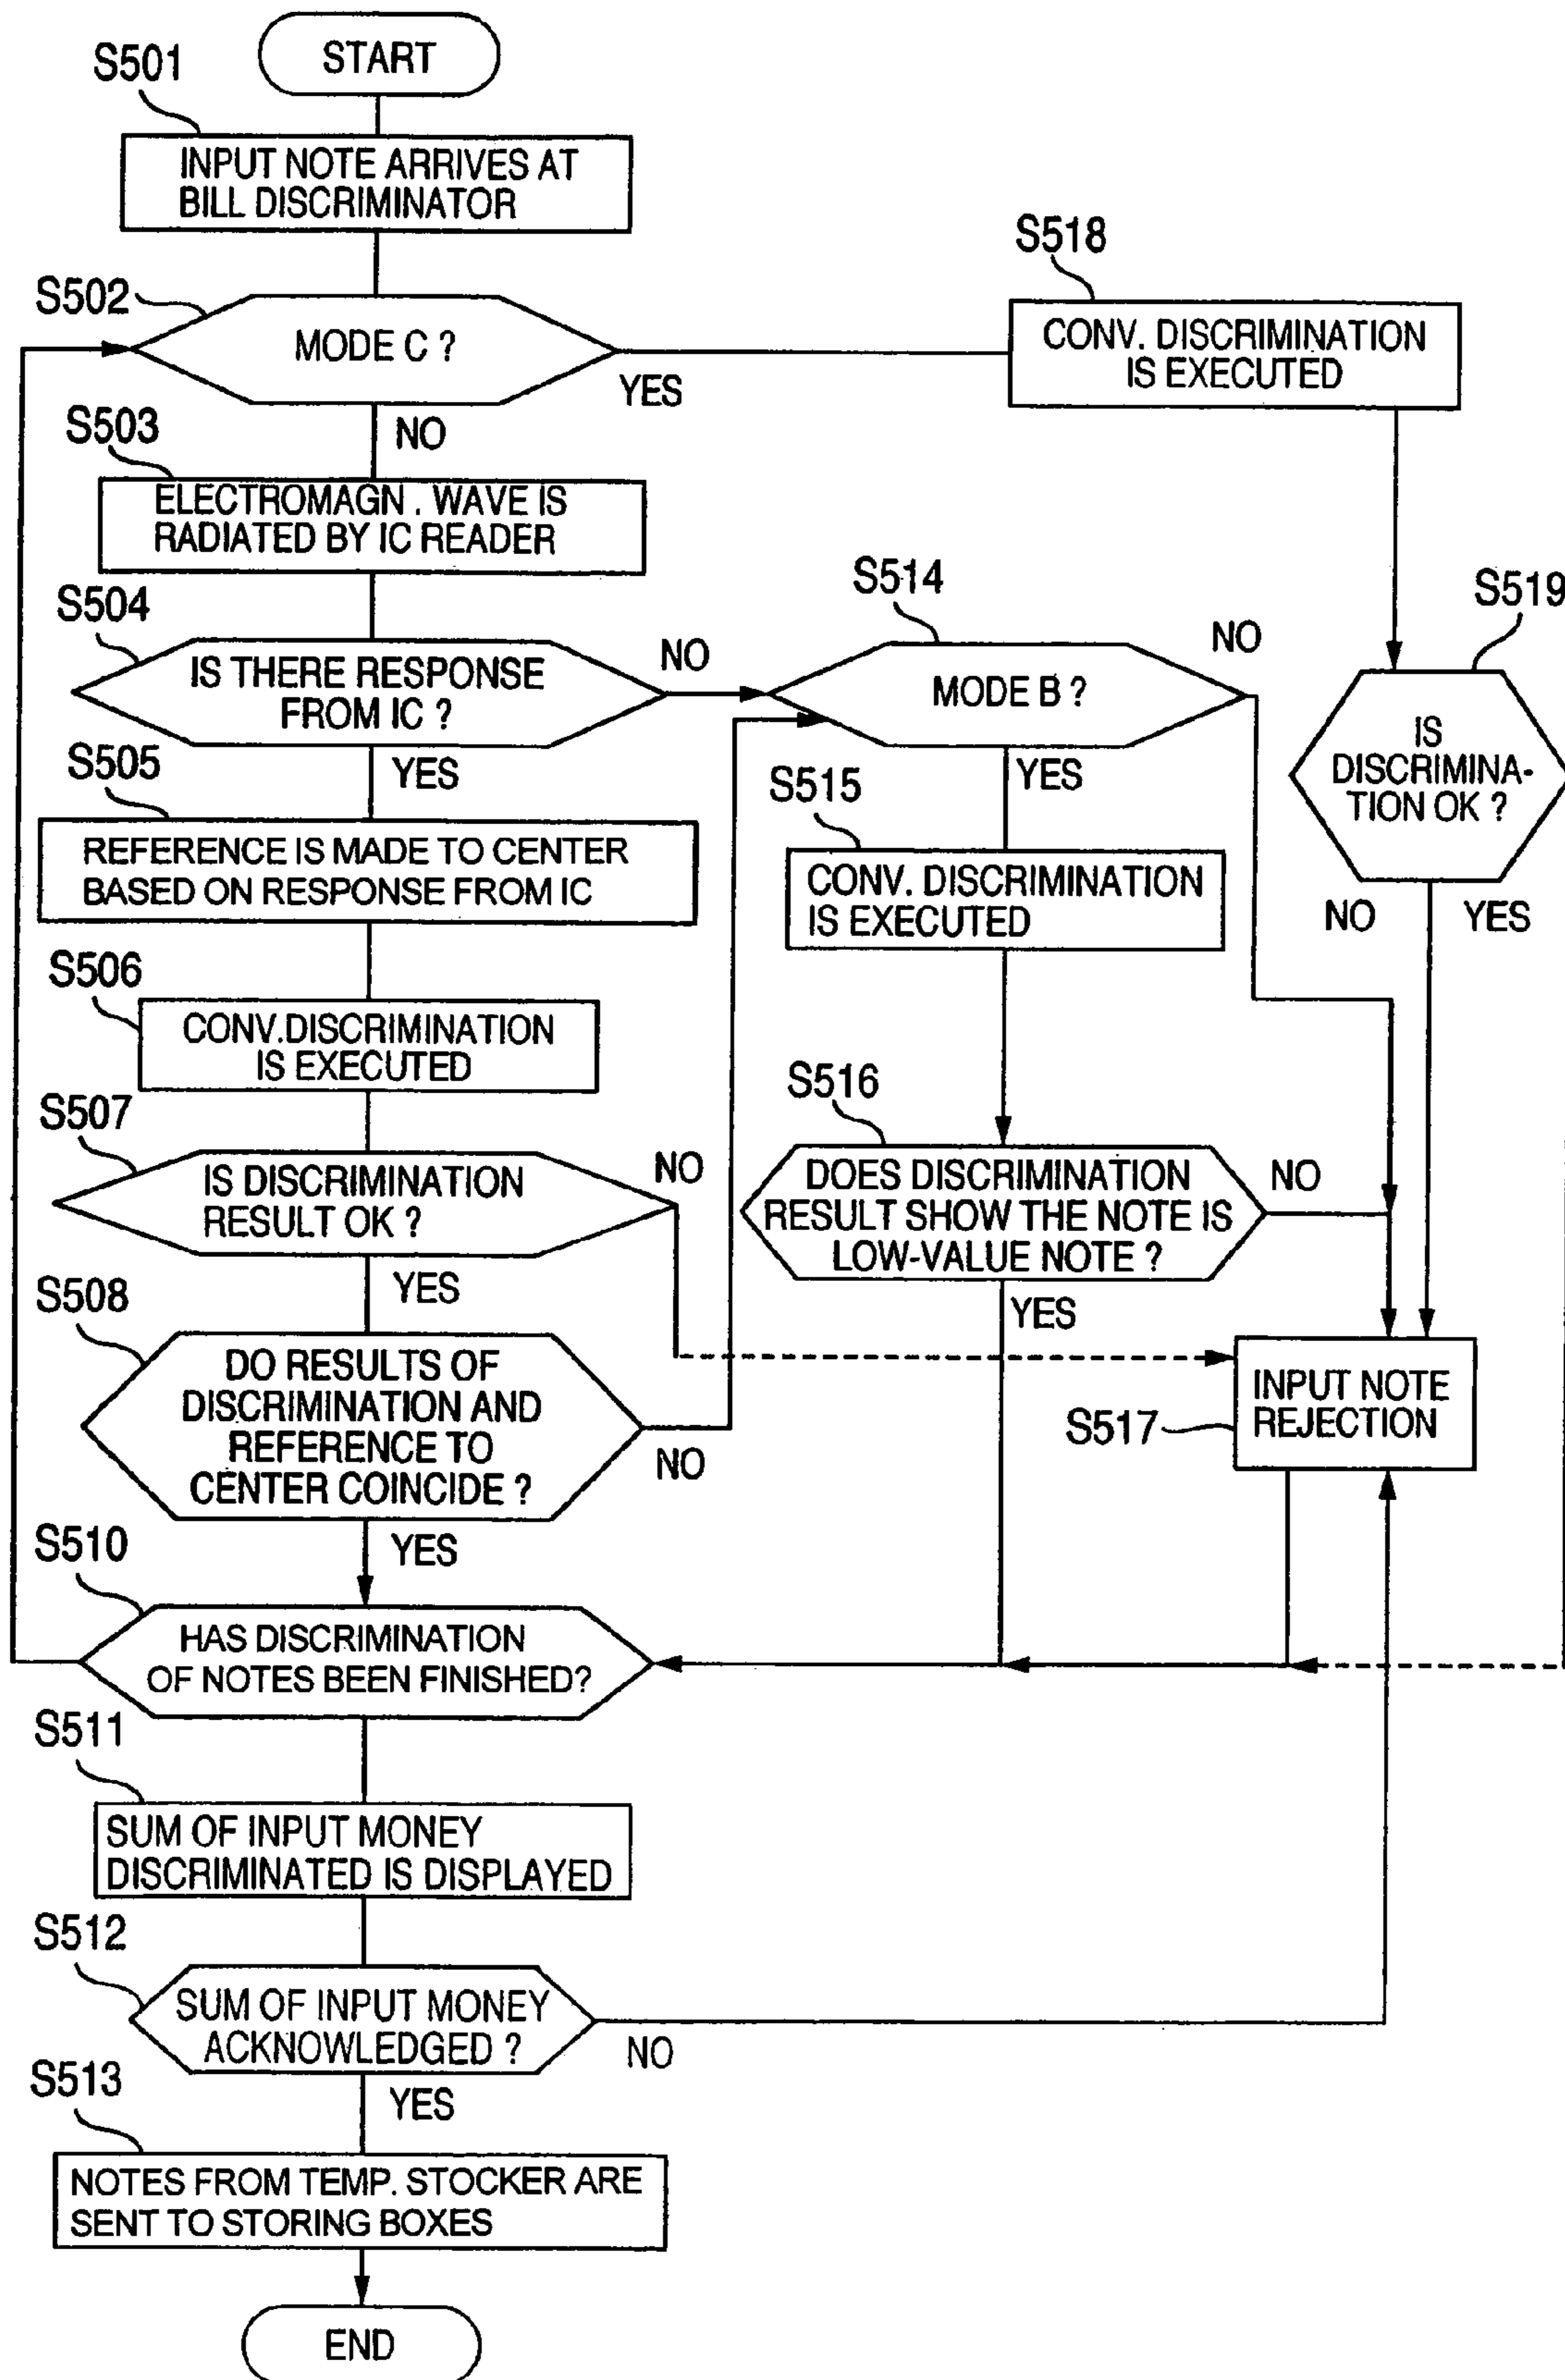 START
S501
INPUT NOTE ARRIVES AT
BILL DISCRIMINATOR
S502
MODE C ?
YES
NO
S518
CONV. DISCRIMINATION
IS EXECUTED
S503
ELECTROMAGN . WAVE IS
RADIATED BY IC READER
S504
IS THERE RESPONSE
FROM IC ?
NO
YES
S514
MODE B ?
NO
YES
S519
IS
DISCRIMINA-
TION OK ?
NO
YES
S505
REFERENCE IS MADE TO CENTER
BASED ON RESPONSE FROM IC
S515
CONV. DISCRIMINATION
IS EXECUTED
S506
CONV.DISCRIMINATION
IS EXECUTED
S507
IS DISCRIMINATION
RESULT OK ?
NO
YES
S516
DOES DISCRIMINATION
RESULT SHOW THE NOTE IS
LOW-VALUE NOTE ?
NO
YES
S508
DO RESULTS OF
DISCRIMINATION AND
REFERENCE TO
CENTER COINCIDE ?
NO
YES
S517
INPUT NOTE
REJECTION
S510
HAS DISCRIMINATION
OF NOTES BEEN FINISHED?
S511
SUM OF INPUT MONEY
DISCRIMINATED IS DISPLAYED
S512
SUM OF INPUT MONEY
ACKNOWLEDGED ?
NO
YES
S513
NOTES FROM TEMP. STOCKER ARE
SENT TO STORING BOXES
END